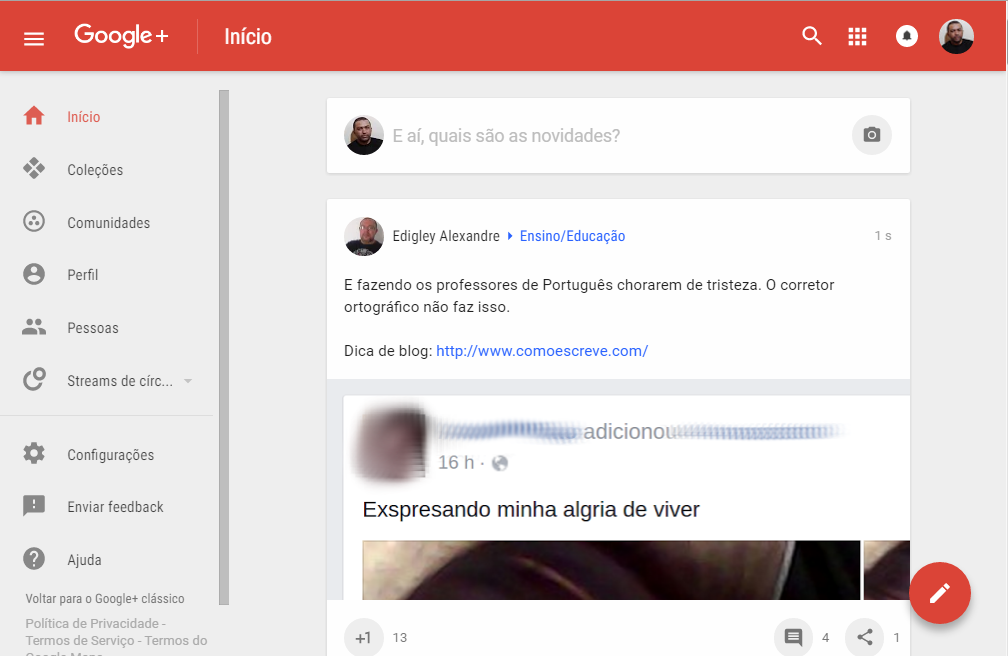 Google+
Início
Início
Coleções
Comunidades
Perfil
Pessoas
Streams de círc...
Configurações
Enviar feedback
Ajuda
Voltar para o Google+ clássico
Política de Privacidade -
Termos de Serviço - Termos do
Google Maps
E aí, quais são as novidades?
Edigley Alexandre Ensino/Educação
1 s
E fazendo os professores de Português chorarem de tristeza. O corretor
ortográfico não faz isso.
Dica de blog: http://www.comoescreve.com/
adicionou
16 h ·
Exspresando minha algria de viver
+1 13
4
1